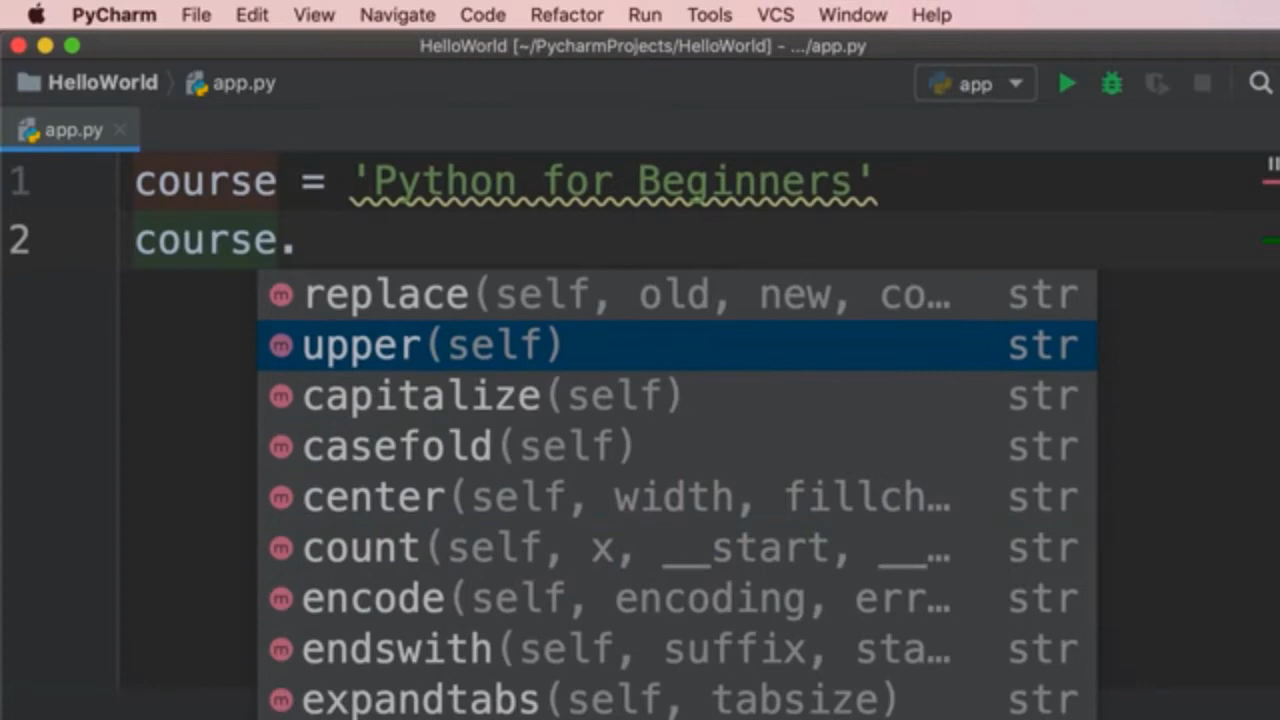 PyCharm File Edit View Navigate Code Refactor Run Tools VCS Window Help
HelloWorld [~/PycharmProjects/HelloWorld] - .../app.py
HelloWorld app.py app
app.py
1 course = 'Python for Beginners'
2 course.
m replace(self, old, new, co… str
m upper(self) str
m capitalize(self) str
m casefold(self) str
m center(self, width, fillch… str
m count(self, x, __start, __… str
m encode(self, encoding, err… str
m endswith(self, suffix, sta… str
m expandtabs(self, tabsize) str